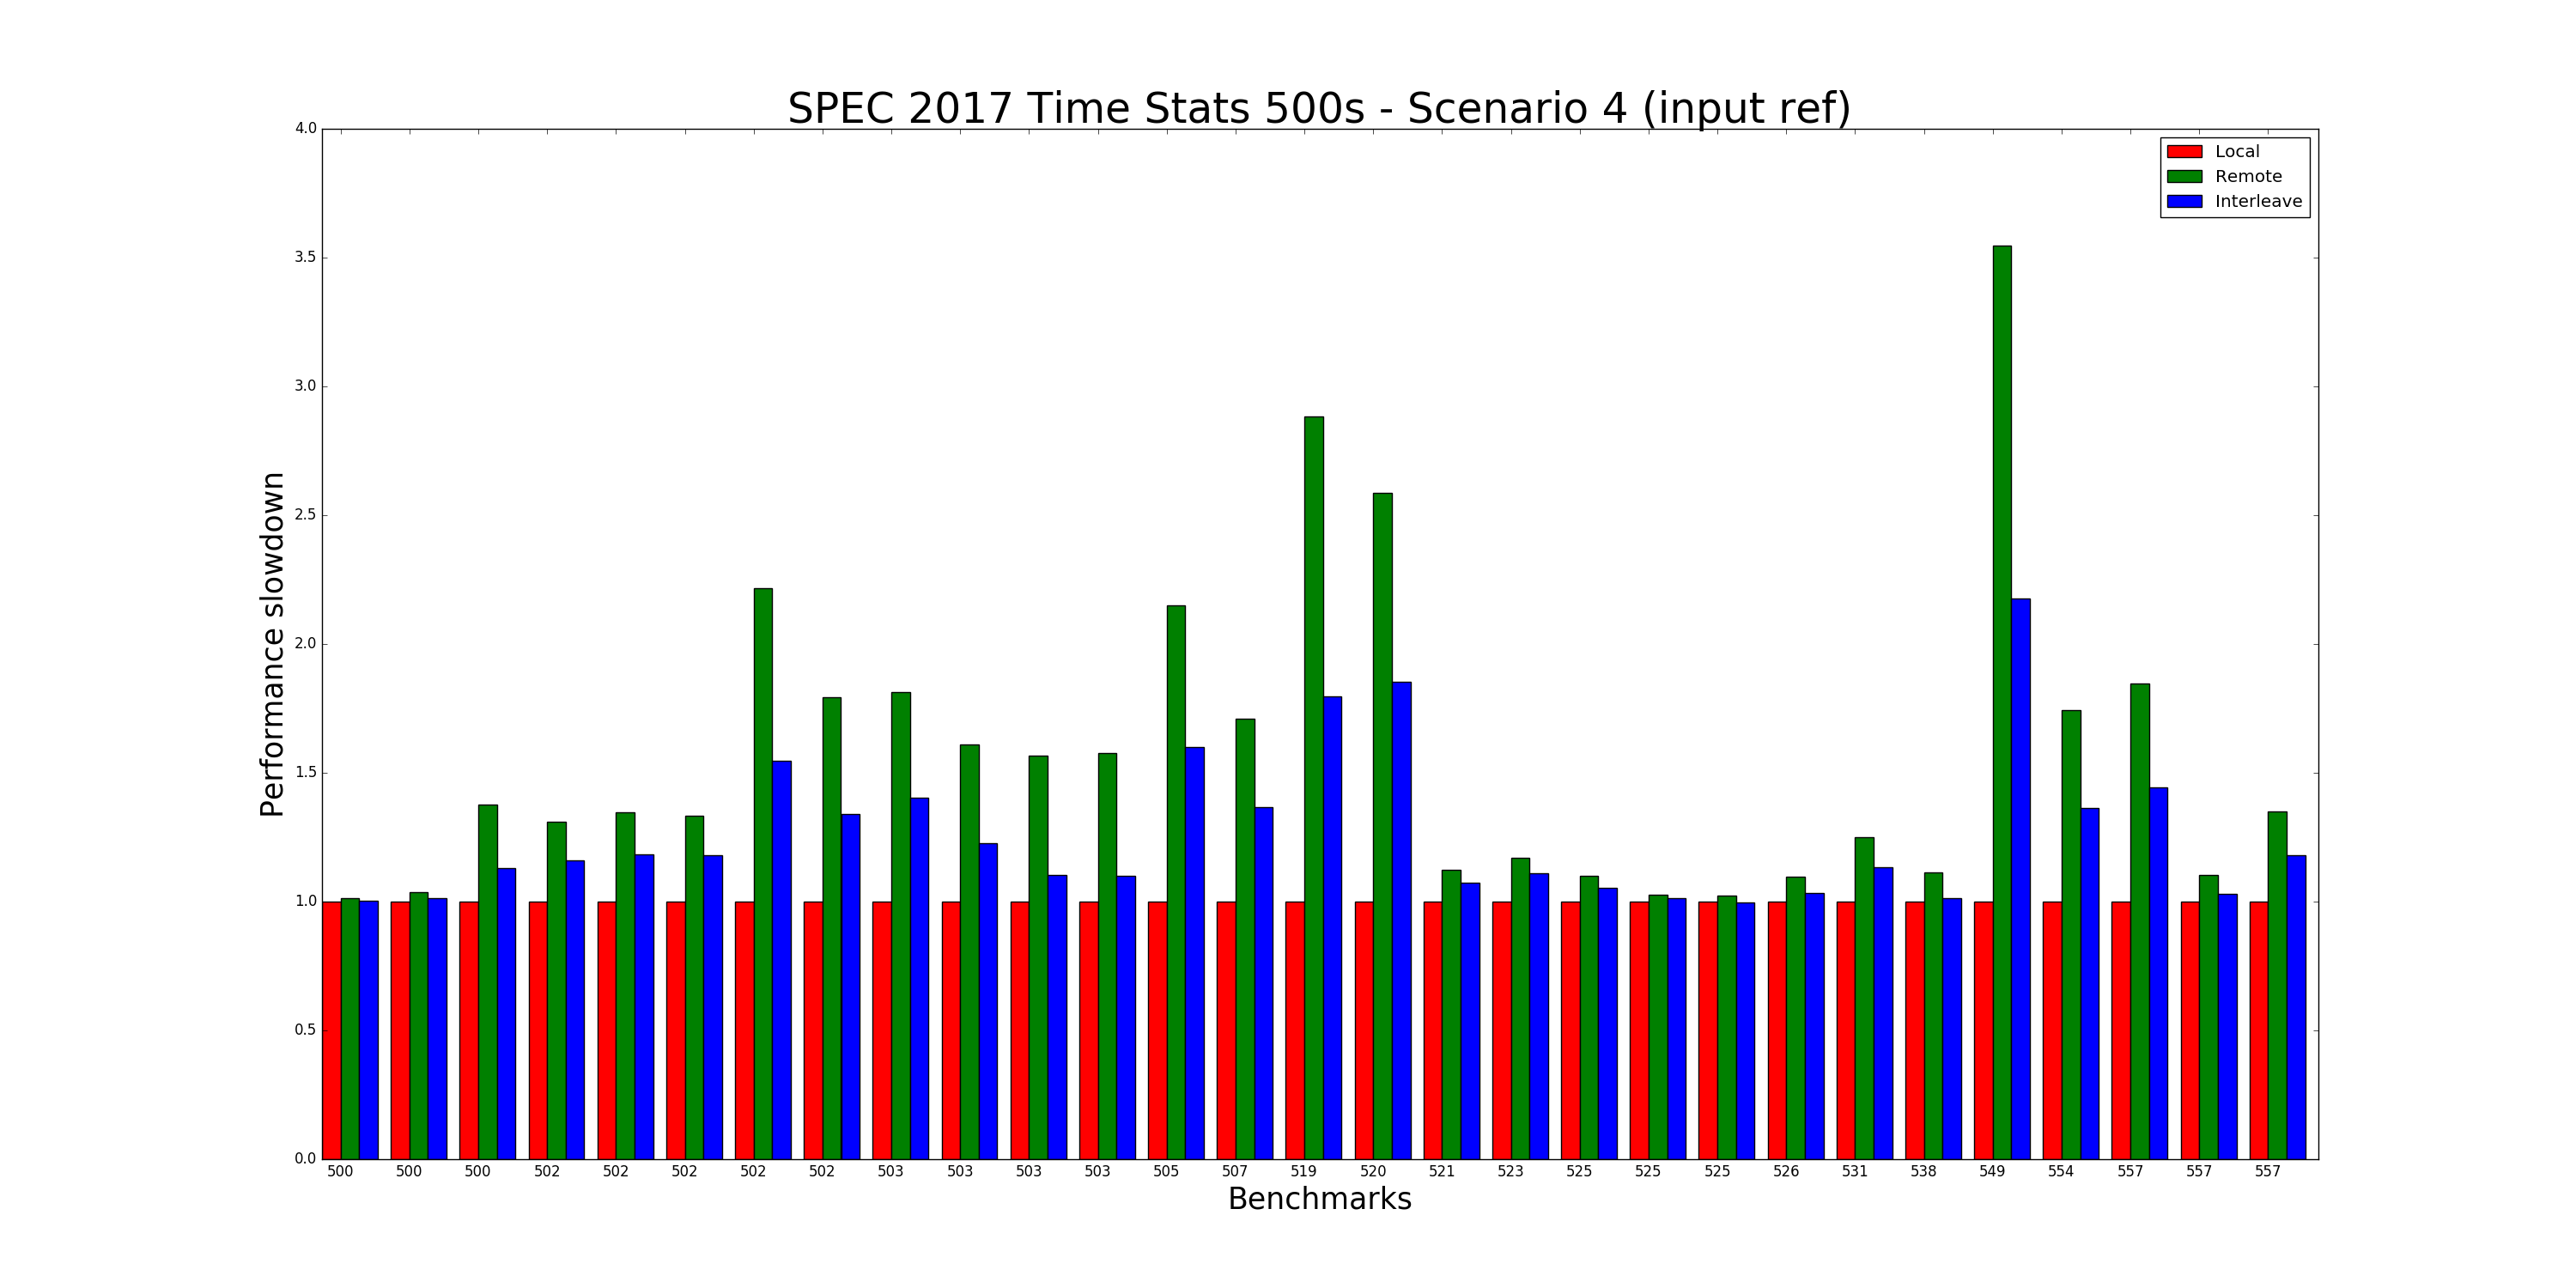 SPEC 2017 Time Stats 500s - Scenario 4 (input ref)
Local
Remote
Interleave
Performance slowdown
4.0
3.5
3.0
2.5
2.0
1.5
1.0
0.5
0.0
500 500 500 502 502 502 502 502 503 503 503 503 505 507 519 520 521 523 525 525 525 526 531 538 549 554 557 557 557
Benchmarks